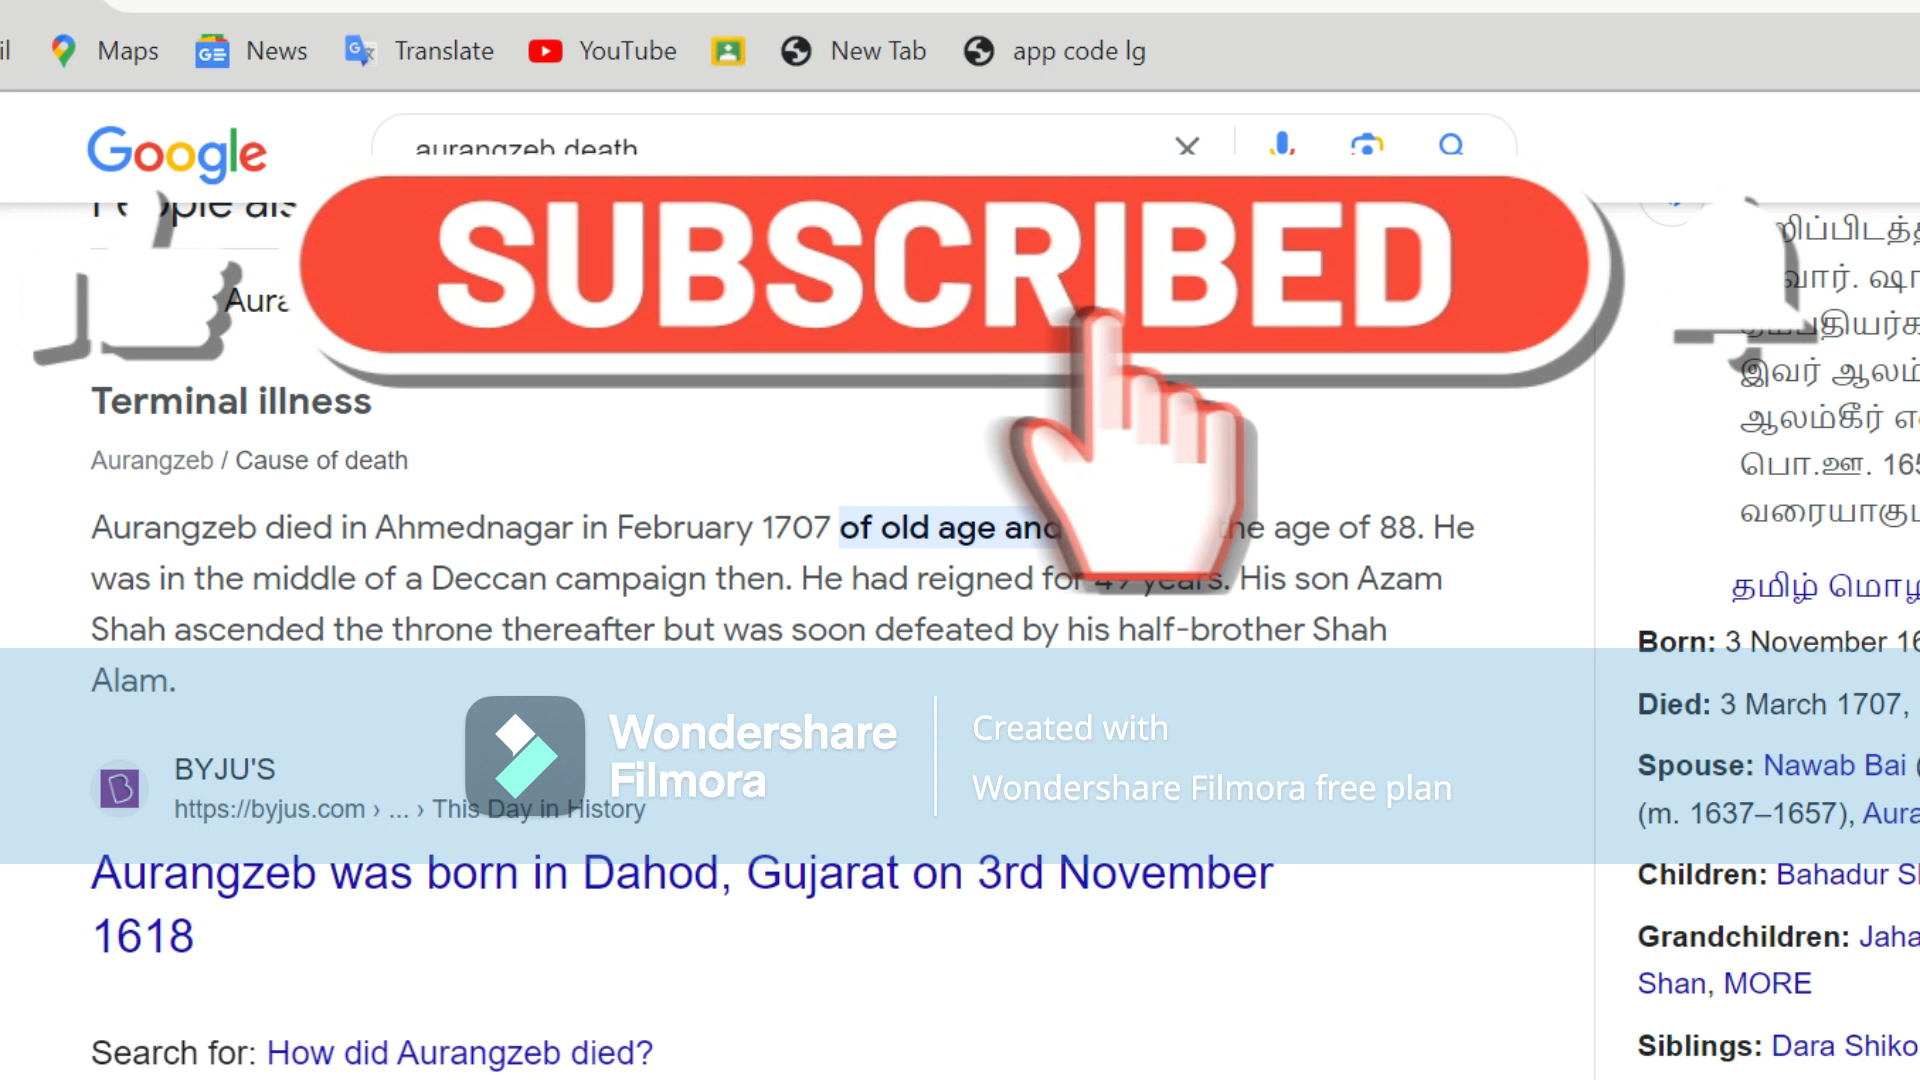 Maps News Translate YouTube New Tab app code lg
Google aurangzeb death
SUBSCRIBED
Terminal illness
Aurangzeb / Cause of death
Aurangzeb died in Ahmednagar in February 1707 of old age and the age of 88. He
was in the middle of a Deccan campaign then. He had reigned for 49 years. His son Azam
Shah ascended the throne thereafter but was soon defeated by his half-brother Shah
Alam.
Wondershare
Filmora
Created with
Wondershare Filmora free plan
BYJU'S
https://byjus.com › ... › This Day in History
Aurangzeb was born in Dahod, Gujarat on 3rd November
1618
Search for: How did Aurangzeb died?
இவர்
ஆலம்கீர்
பொ.ஊ.
தமிழ்
Born: 3 November
Died: 3 March 1707,
Spouse: Nawab Bai
(m. 1637–1657),
Children: Bahadur
Grandchildren:
Shan, MORE
Siblings: Dara